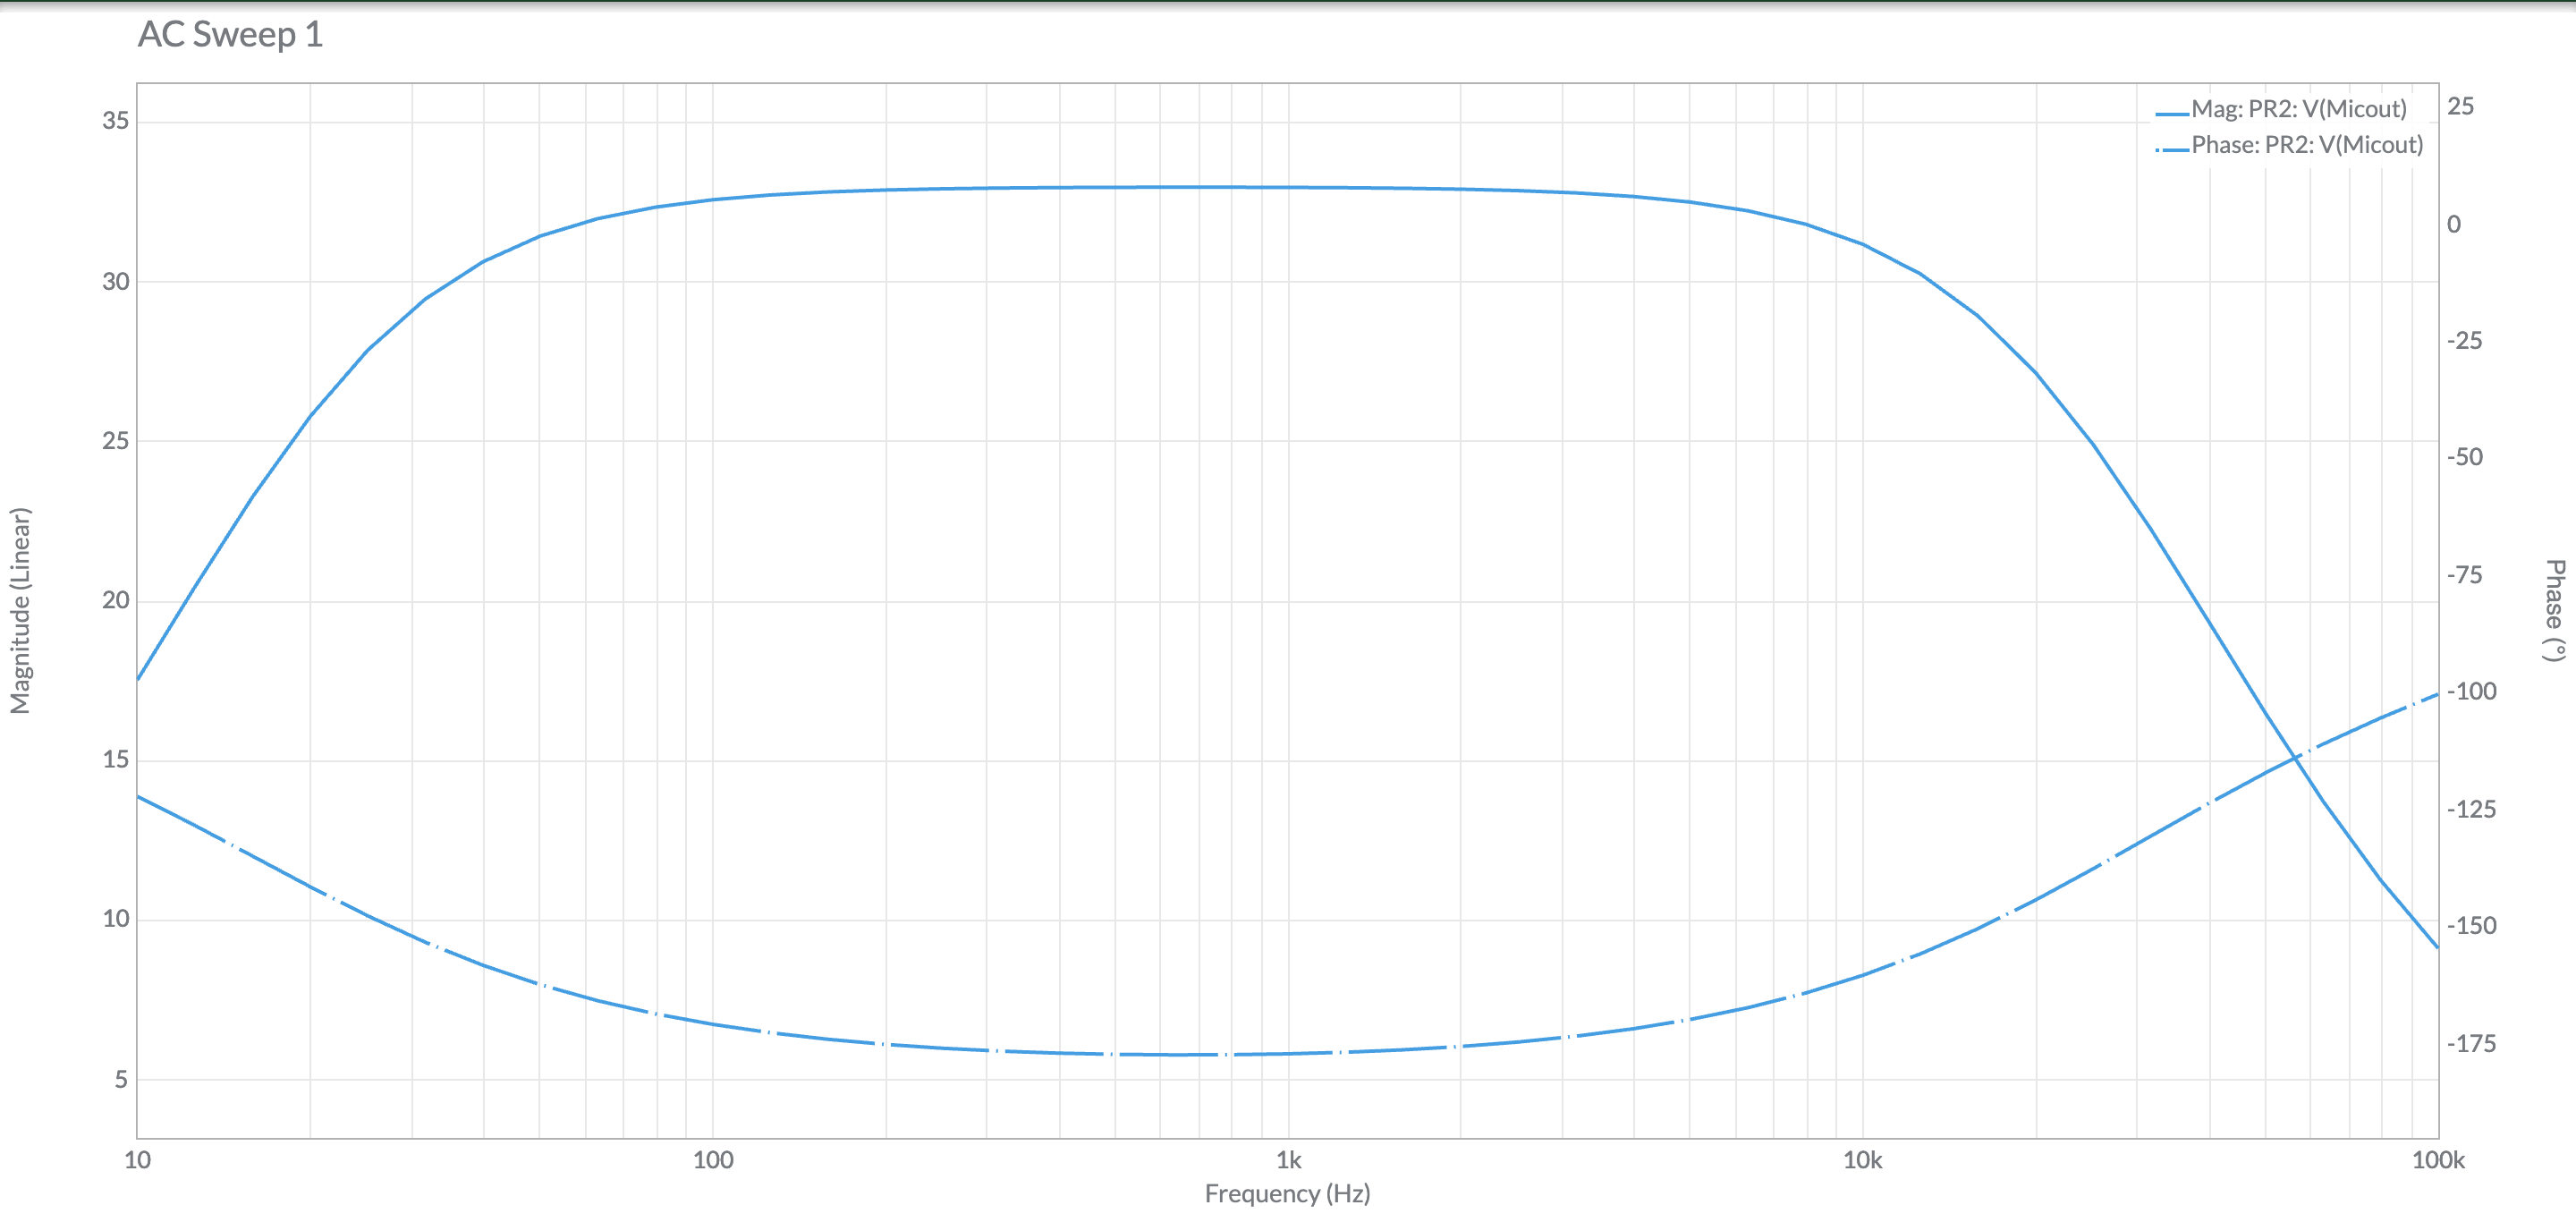 AC Sweep 1
Mag: PR2: V(Micout)
Phase: PR2: V(Micout)
Magnitude (Linear)
35
30
25
20
15
10
5
25
0
-25
-50
-75
-100
-125
-150
-175
Phase (°)
10
100
1k
10k
100k
Frequency (Hz)